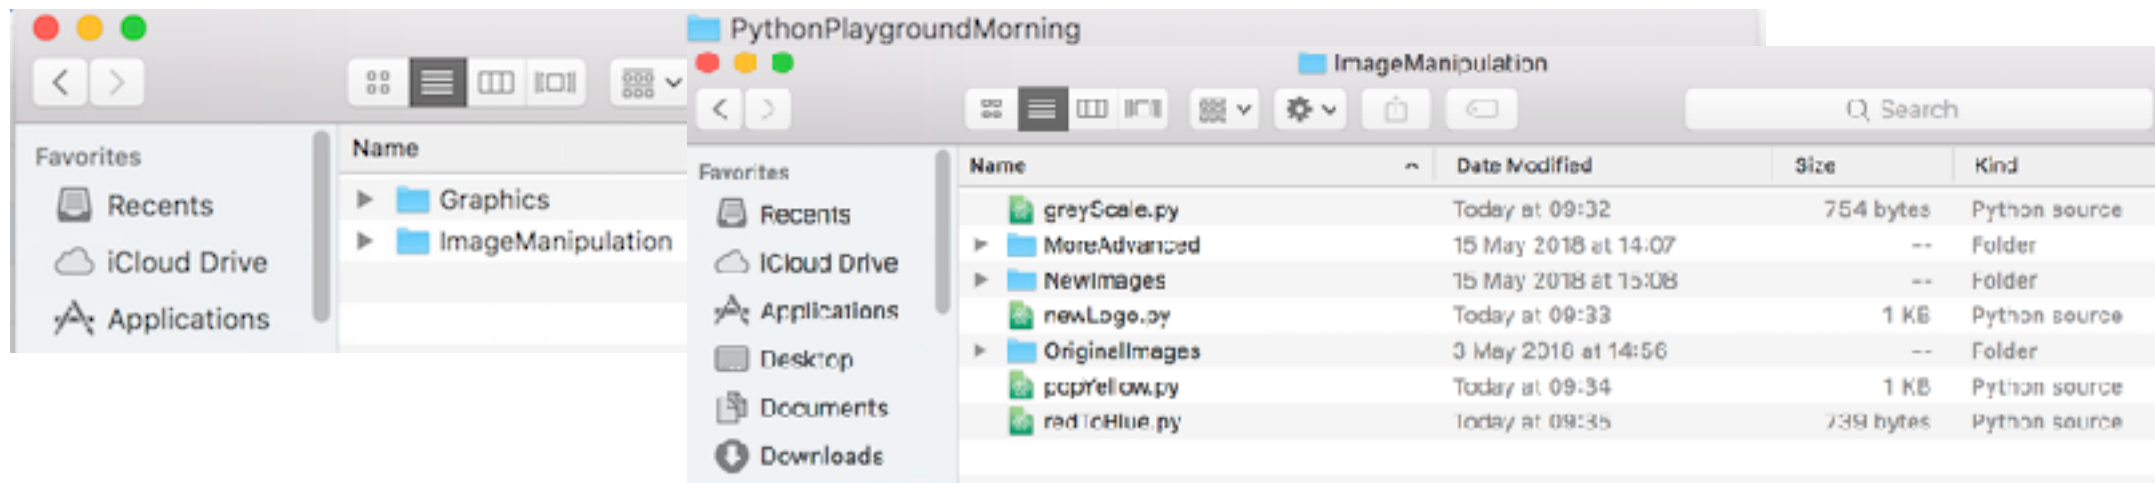 PythonPlaygroundMorning
Favorites
Recents
iCloud Drive
Applications
Name
Graphics
ImageManipulation
ImageManipulation
Search
Favorites
Recents
iCloud Drive
Applications
Desktop
Documents
Downloads
Name Date Modified Size Kind
greyScale.py Today at 09:32 754 bytes Python source
MoreAdvanced 15 May 2018 at 14:07 -- Folder
NewImages 15 May 2018 at 15:08 -- Folder
newLogo.py Today at 09:33 1 KB Python source
OriginalImages 3 May 2018 at 14:56 -- Folder
popYellow.py Today at 09:34 1 KB Python source
redToBlue.py Today at 09:35 739 bytes Python source